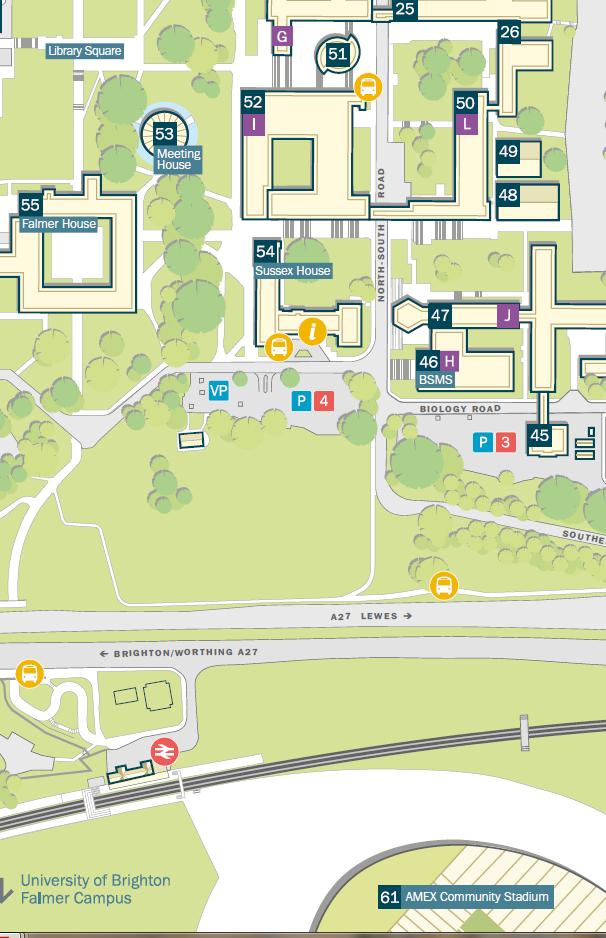 25
G
26
Library Square
51
52
I
50
L
53
Meeting
House
49
48
ROAD
NORTH-SOUTH
55
Falmer House
54
Sussex House
i
47
J
46
H
BSMS
VP
P 4
BIOLOGY ROAD
P 3
45
SOUTHE
A27 LEWES →
← BRIGHTON/WORTHING A27
University of Brighton
Falmer Campus
61 AMEX Community Stadium